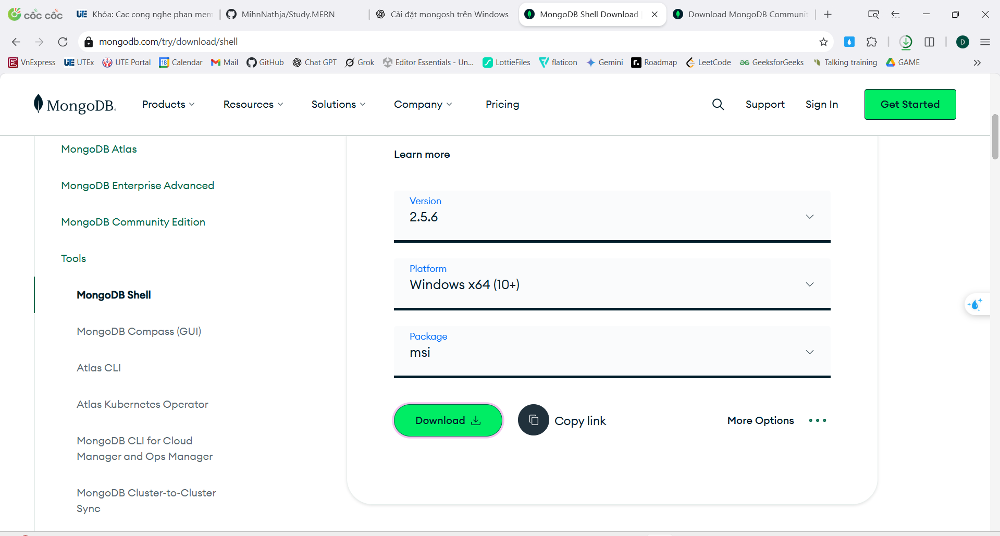 cốc cốc
UE Khóa: Cac cong nghe phan mem
MihnNathja/Study.MERN
Cài đặt mongosh trên Windows
MongoDB Shell Download
Download MongoDB Communit
mongodb.com/try/download/shell
D
VnExpress
UE UTEx
UTE Portal
18 Calendar
Mail
GitHub
Chat GPT
Grok
Editor Essentials - Un...
LottieFiles
flaticon
Gemini
r. Roadmap
LeetCode
GeeksforGeeks
Talking training
GAME
MongoDB.
Products
Resources
Solutions
Company
Pricing
Support
Sign In
Get Started
MongoDB Atlas
MongoDB Enterprise Advanced
MongoDB Community Edition
Tools
MongoDB Shell
MongoDB Compass (GUI)
Atlas CLI
Atlas Kubernetes Operator
MongoDB CLI for Cloud
Manager and Ops Manager
MongoDB Cluster-to-Cluster
Sync
Learn more
Version
2.5.6
Platform
Windows x64 (10+)
Package
msi
Download
Copy link
More Options